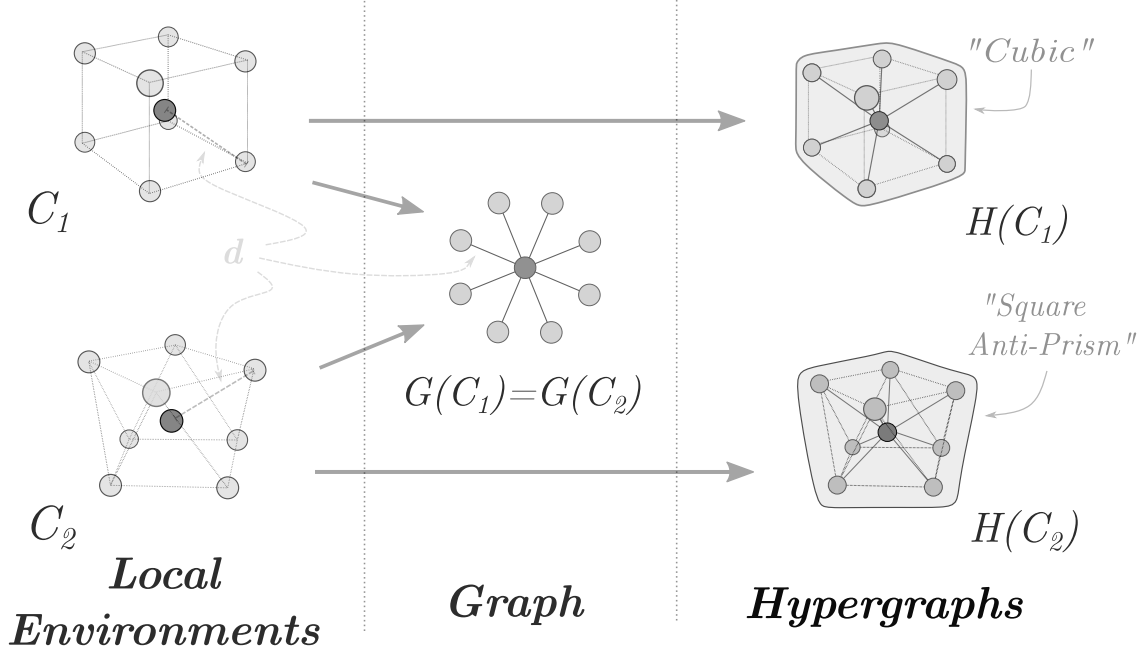 "Cubic"
C₁
H(C₁)
d
"Square
Anti-Prism"
G(C₁)=G(C₂)
C₂
H(C₂)
Local
Environments
Graph
Hypergraphs